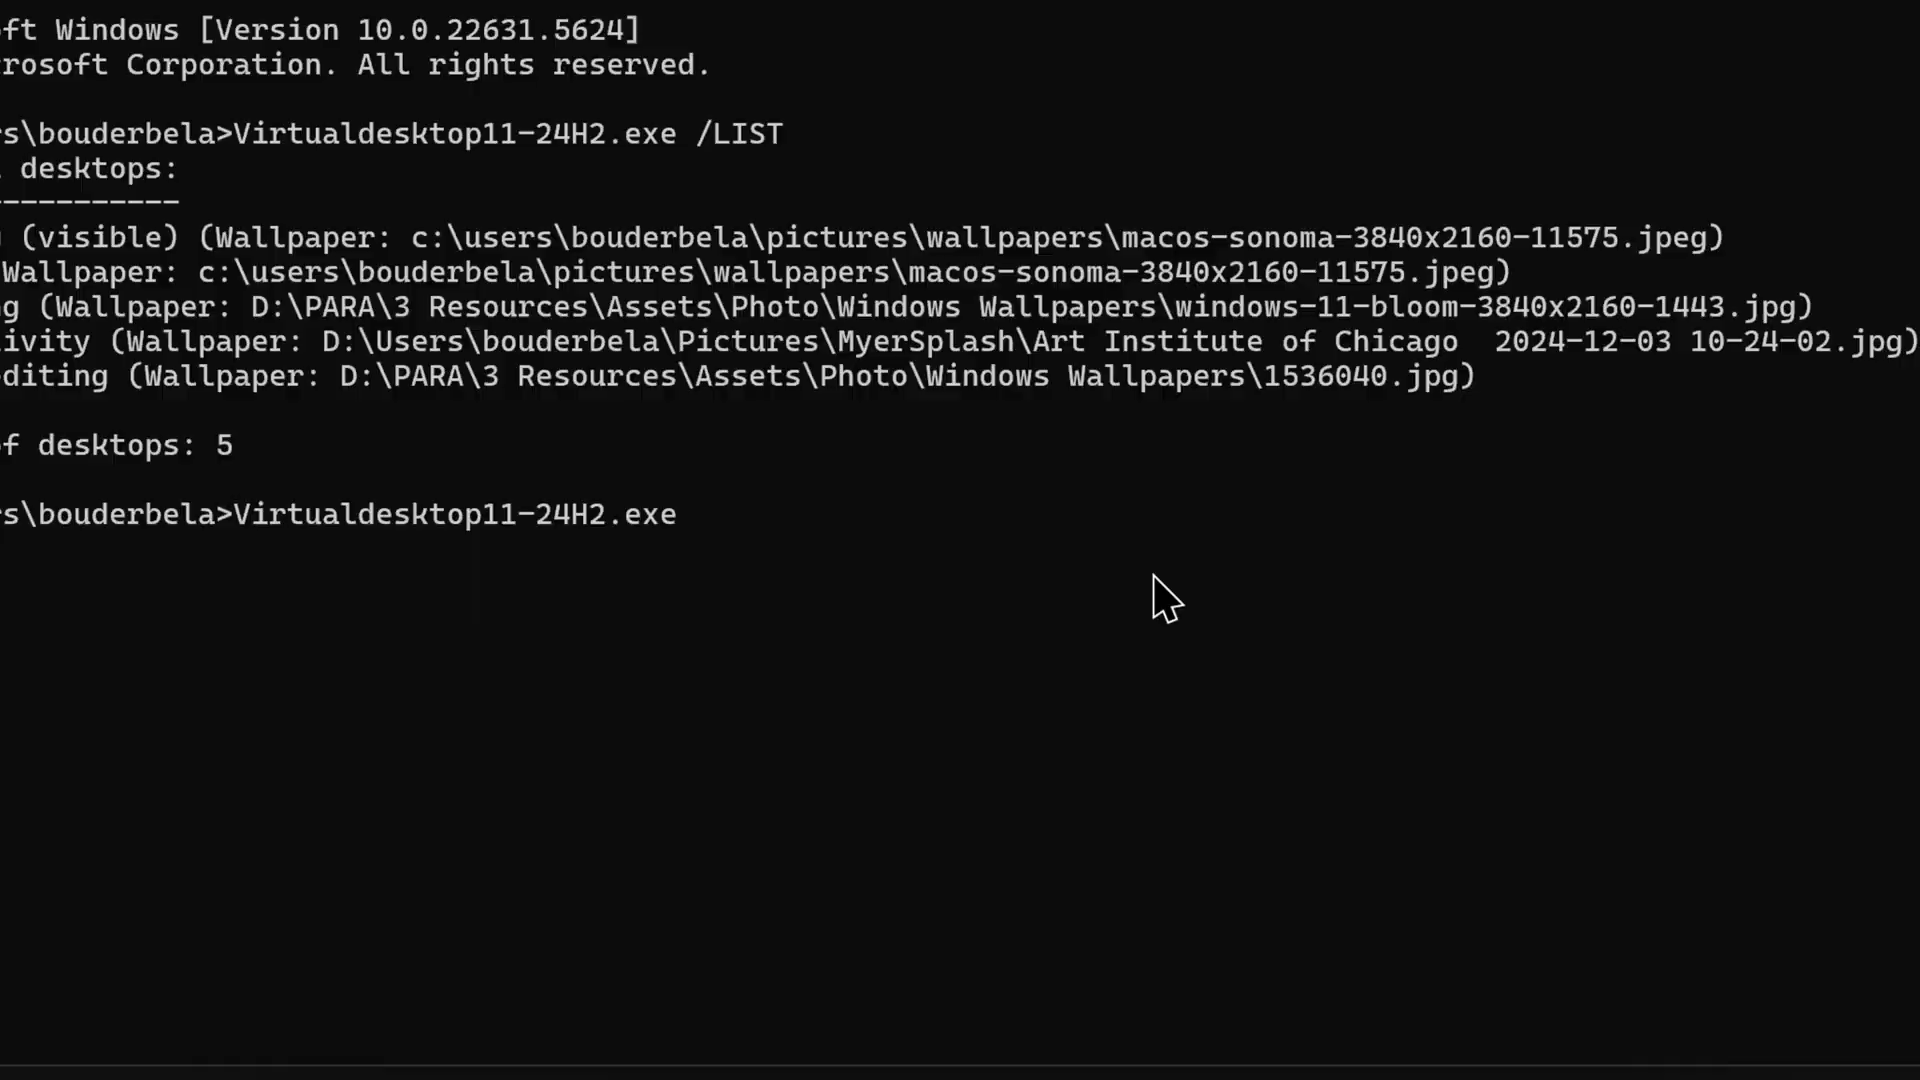 ft Windows [Version 10.0.22631.5624]
rosoft Corporation. All rights reserved.
s\bouderbela>Virtualdesktop11-24H2.exe /LIST
desktops:
-----------
(visible) (Wallpaper: c:\users\bouderbela\pictures\wallpapers\macos-sonoma-3840x2160-11575.jpeg)
Wallpaper: c:\users\bouderbela\pictures\wallpapers\macos-sonoma-3840x2160-11575.jpeg)
g (Wallpaper: D:\PARA\3 Resources\Assets\Photo\Windows Wallpapers\windows-11-bloom-3840x2160-1443.jpg)
ivity (Wallpaper: D:\Users\bouderbela\Pictures\MyerSplash\Art Institute of Chicago  2024-12-03 10-24-02.jpg)
diting (Wallpaper: D:\PARA\3 Resources\Assets\Photo\Windows Wallpapers\1536040.jpg)
of desktops: 5
s\bouderbela>Virtualdesktop11-24H2.exe